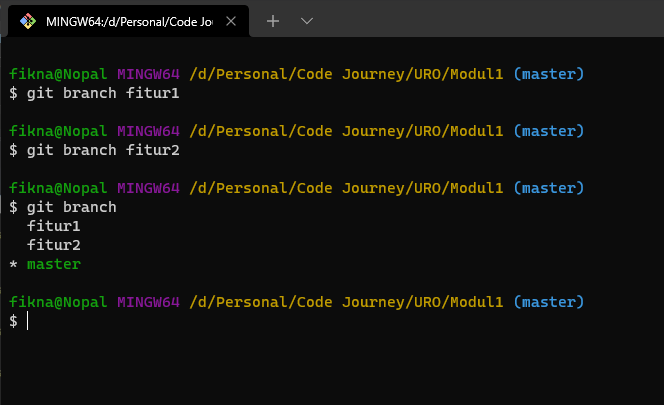 MINGW64:/d/Personal/Code Jou
fikna@Nopal MINGW64 /d/Personal/Code Journey/URO/Modul1 (master)
$ git branch fitur1
fikna@Nopal MINGW64 /d/Personal/Code Journey/URO/Modul1 (master)
$ git branch fitur2
fikna@Nopal MINGW64 /d/Personal/Code Journey/URO/Modul1 (master)
$ git branch
fitur1
fitur2
* master
fikna@Nopal MINGW64 /d/Personal/Code Journey/URO/Modul1 (master)
$